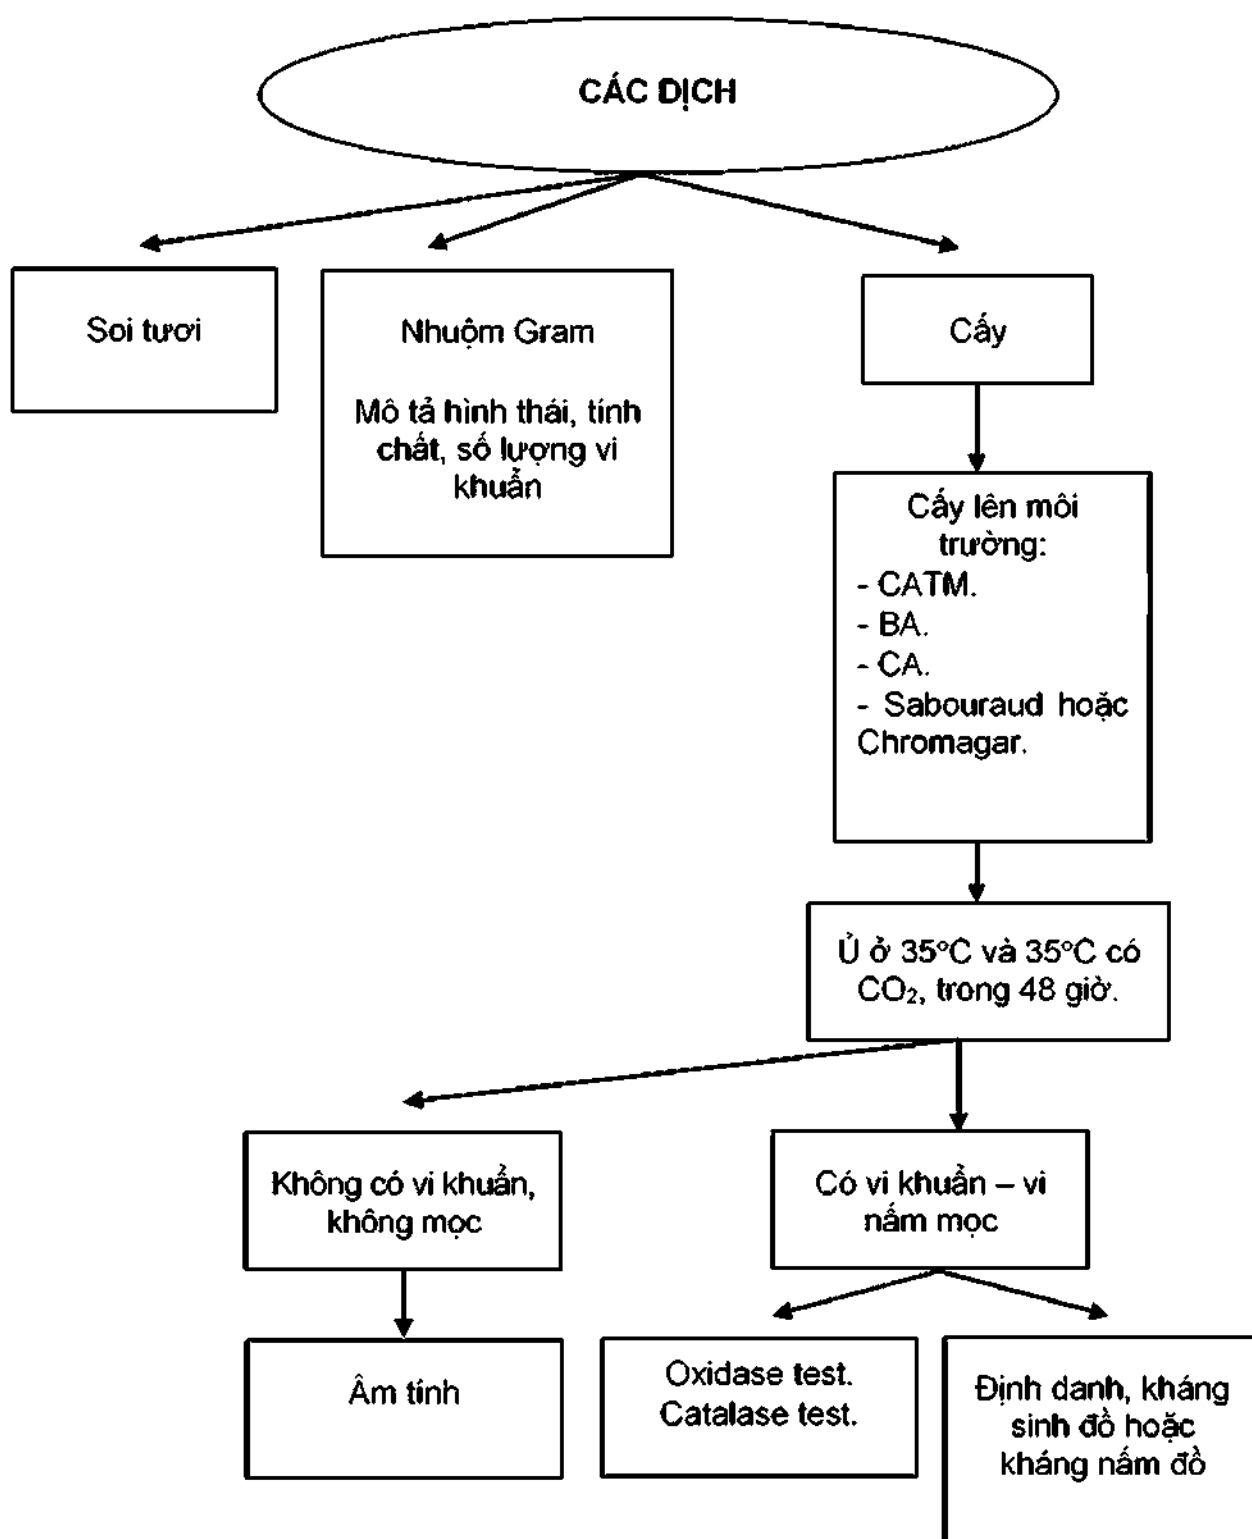 CÁC DỊCH
Soi tươi
Nhuộm Gram
Mô tả hình thái, tính
chất, số lượng vi
khuẩn
Cấy
Cấy lên môi
trường:
- CATM.
- BA.
- CA.
- Sabouraud hoặc
Chromagar.
Ủ ở 35°C và 35°C có
CO₂, trong 48 giờ.
Không có vi khuẩn,
không mọc
Có vi khuẩn – vi
nấm mọc
Âm tính
Oxidase test.
Catalase test.
Định danh, kháng
sinh đồ hoặc
kháng nấm đồ